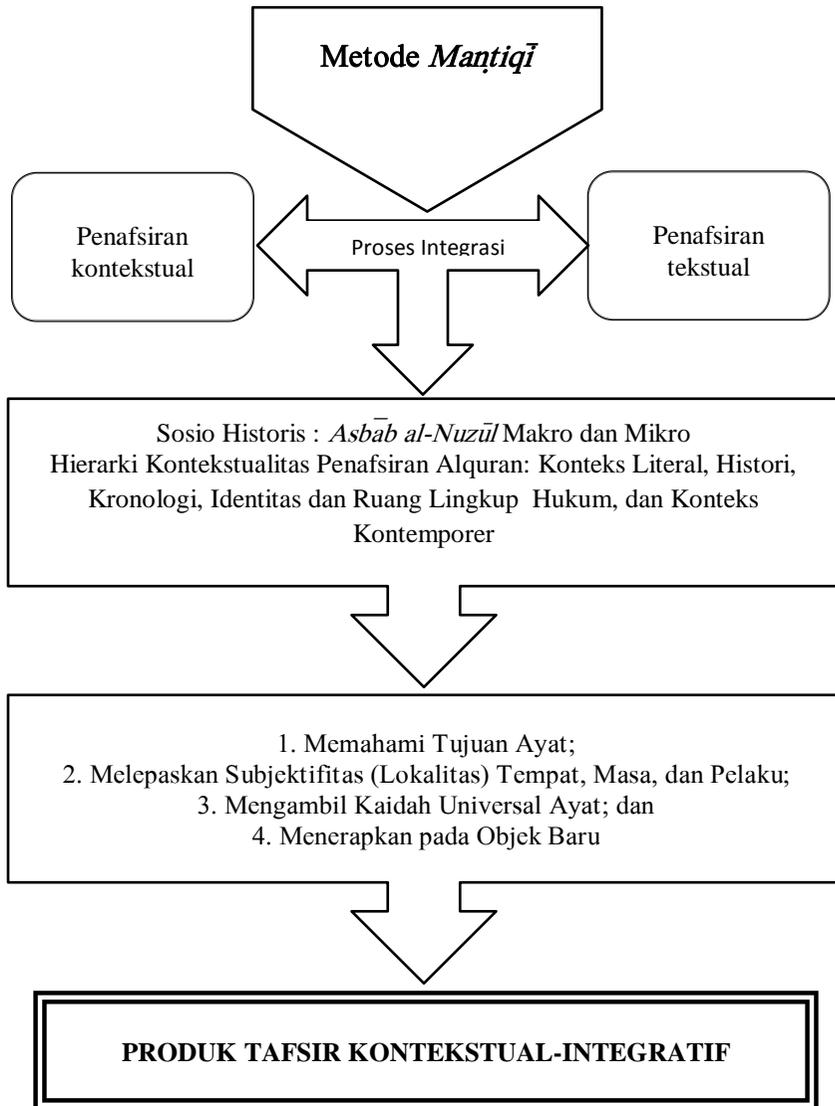 Metode Manṭiqī
Penafsiran
kontekstual
Proses Integrasi
Penafsiran
tekstual
Sosio Historis : Asbāb al-Nuzūl Makro dan Mikro
Hierarki Kontekstualitas Penafsiran Alquran: Konteks Literal, Histori,
Kronologi, Identitas dan Ruang Lingkup Hukum, dan Konteks
Kontemporer
1. Memahami Tujuan Ayat;
2. Melepaskan Subjektifitas (Lokalitas) Tempat, Masa, dan Pelaku;
3. Mengambil Kaidah Universal Ayat; dan
4. Menerapkan pada Objek Baru
PRODUK TAFSIR KONTEKSTUAL-INTEGRATIF